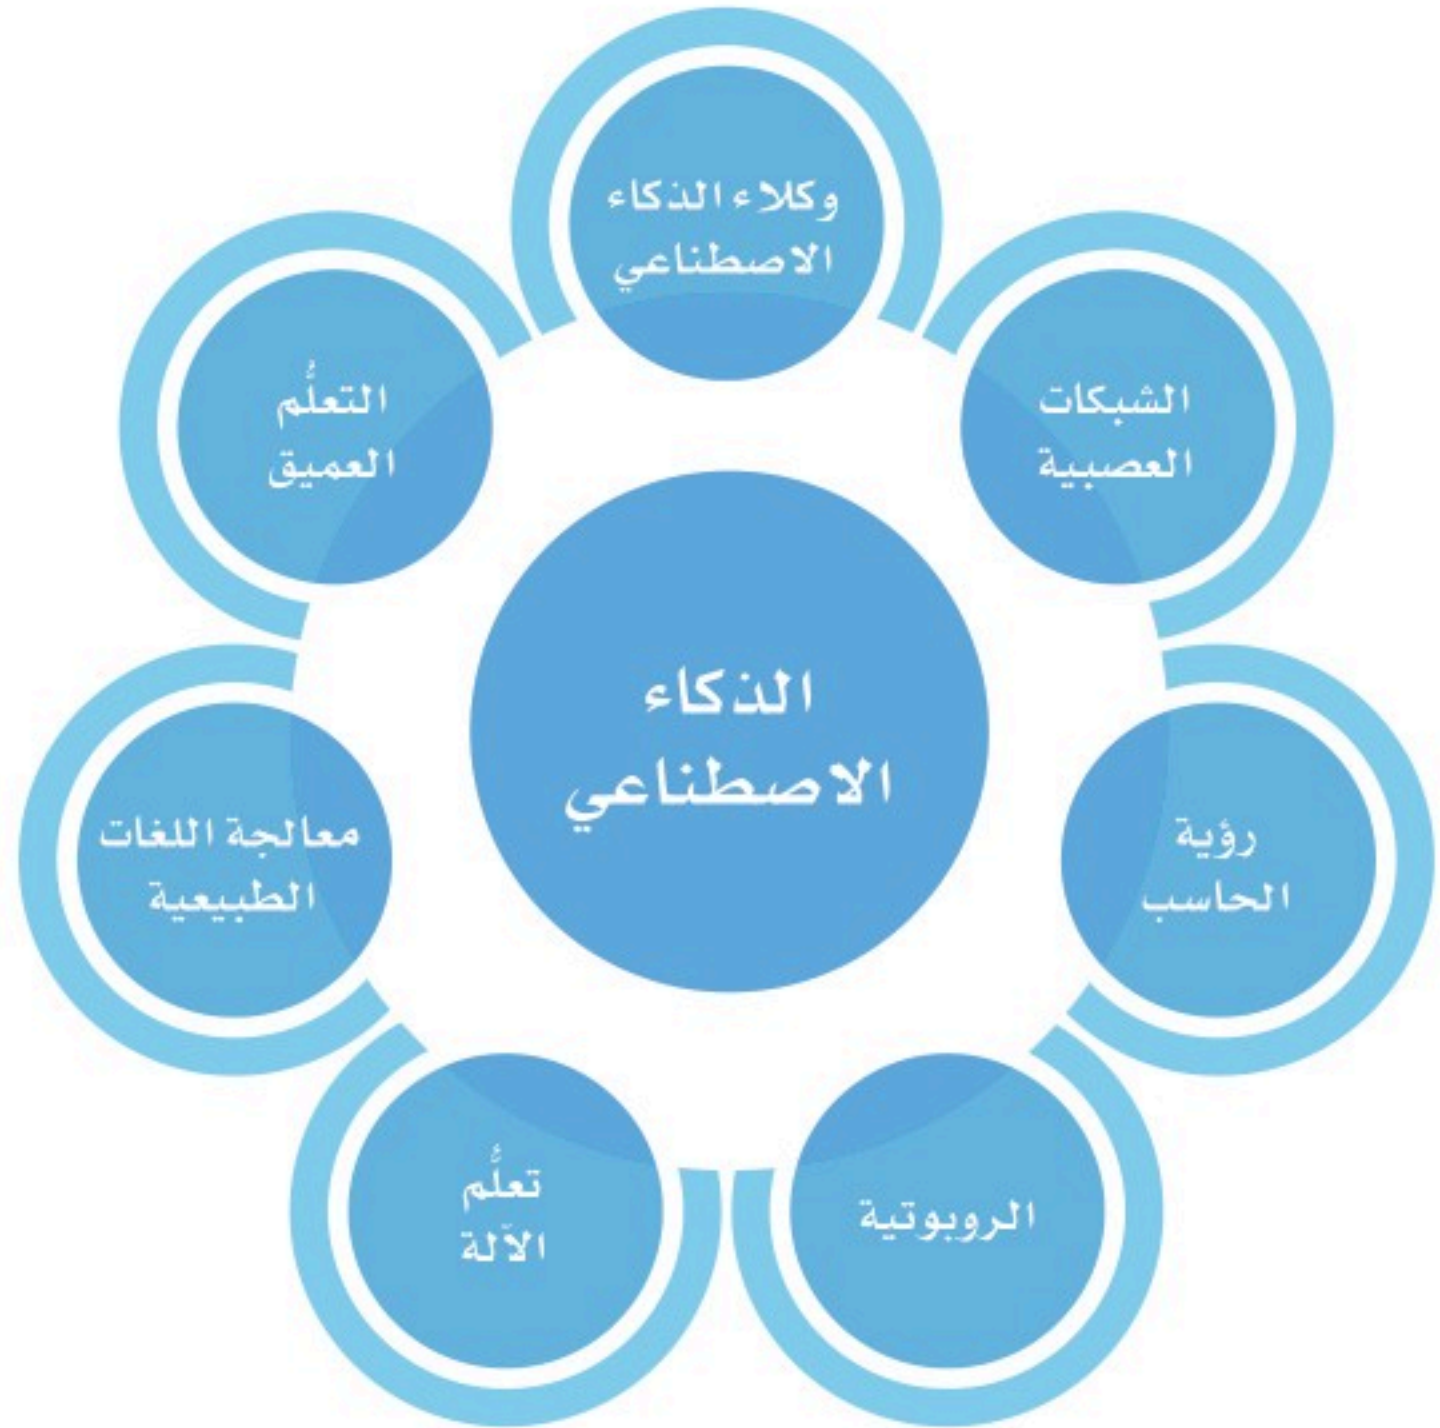 وكلاء الذكاء
الاصطناعي
الشبكات
العصبية
رؤية
الحاسب
الروبوتية
تعلُّم
الآلة
معالجة اللغات
الطبيعية
التعلُّم
العميق
الذكاء
الاصطناعي